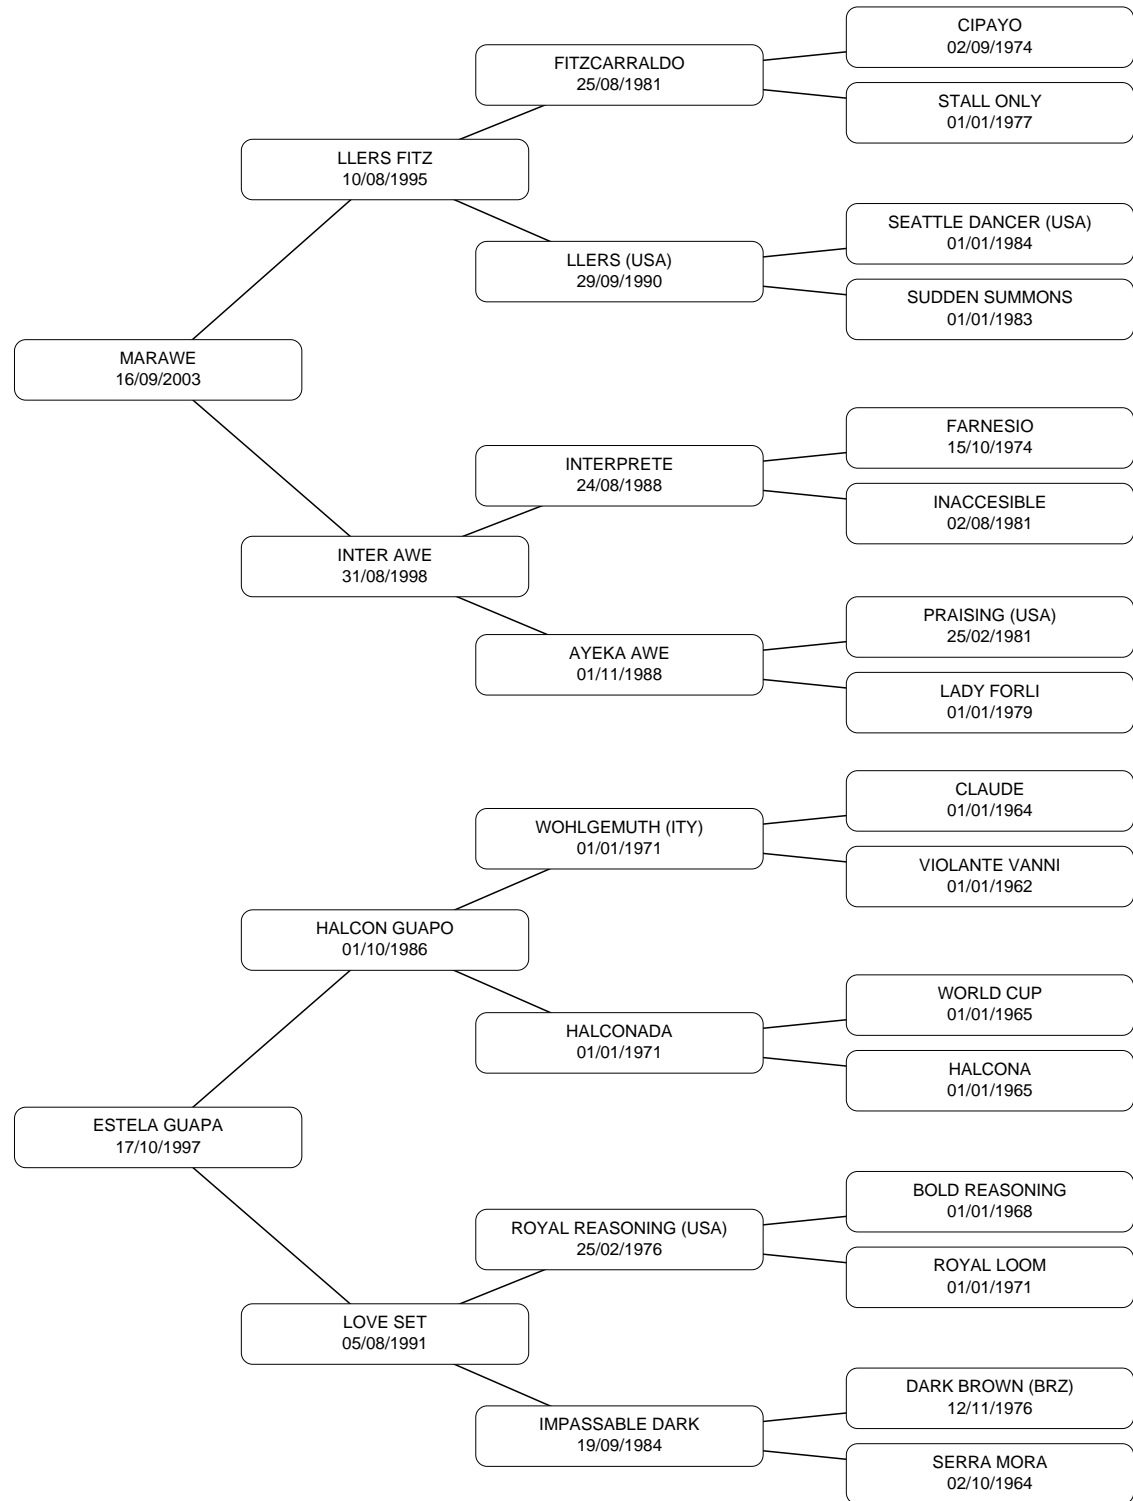 CIPAYO
02/09/1974
FITZCARRALDO
25/08/1981
STALL ONLY
01/01/1977
LLERS FITZ
10/08/1995
SEATTLE DANCER (USA)
01/01/1984
LLERS (USA)
29/09/1990
SUDDEN SUMMONS
01/01/1983
MARAWE
16/09/2003
FARNESIO
15/10/1974
INTERPRETE
24/08/1988
INACCESIBLE
02/08/1981
INTER AWE
31/08/1998
PRAISING (USA)
25/02/1981
AYEKA AWE
01/11/1988
LADY FORLI
01/01/1979
CLAUDE
01/01/1964
WOHLGEMUTH (ITY)
01/01/1971
VIOLANTE VANNI
01/01/1962
HALCON GUAPO
01/10/1986
WORLD CUP
01/01/1965
HALCONADA
01/01/1971
HALCONA
01/01/1965
ESTELA GUAPA
17/10/1997
BOLD REASONING
01/01/1968
ROYAL REASONING (USA)
25/02/1976
ROYAL LOOM
01/01/1971
LOVE SET
05/08/1991
DARK BROWN (BRZ)
12/11/1976
IMPASSABLE DARK
19/09/1984
SERRA MORA
02/10/1964